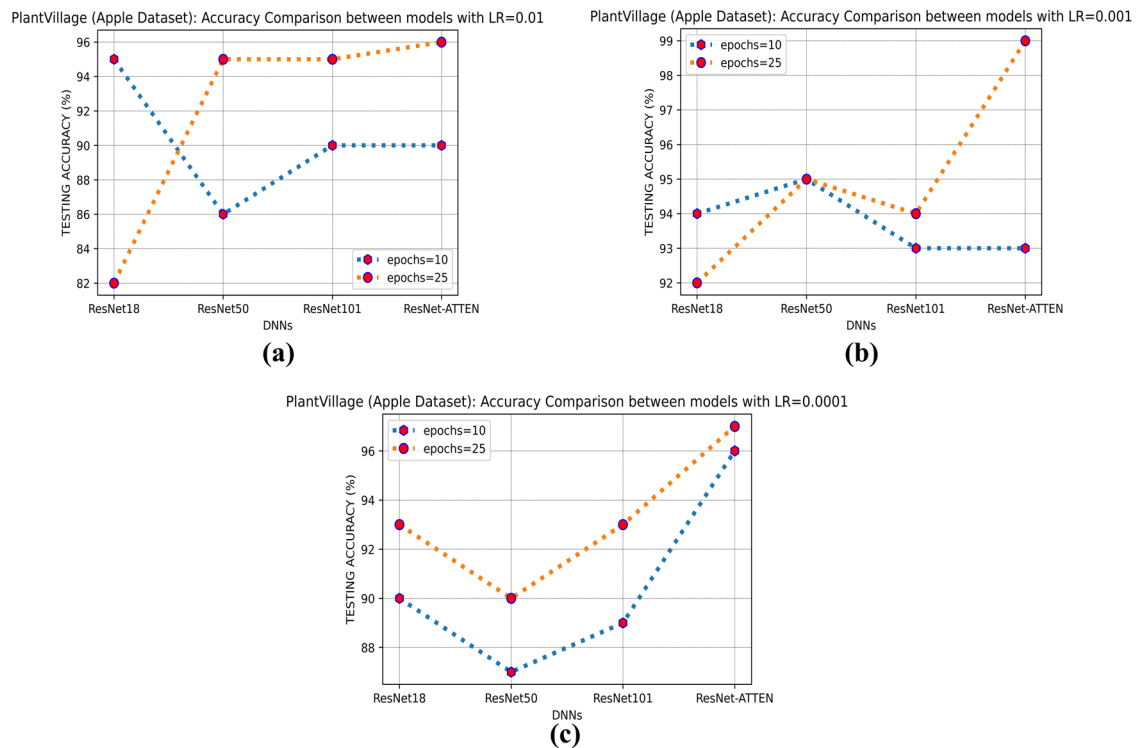 PlantVillage (Apple Dataset): Accuracy Comparison between models with LR=0.01
TESTING ACCURACY (%)
96
94
92
90
88
86
84
82
epochs=10
epochs=25
ResNet18
ResNet50
ResNet101
ResNet-ATTEN
DNNs
(a)
PlantVillage (Apple Dataset): Accuracy Comparison between models with LR=0.001
TESTING ACCURACY (%)
99
98
97
96
95
94
93
92
epochs=10
epochs=25
ResNet18
ResNet50
ResNet101
ResNet-ATTEN
DNNs
(b)
PlantVillage (Apple Dataset): Accuracy Comparison between models with LR=0.0001
TESTING ACCURACY (%)
96
94
92
90
88
epochs=10
epochs=25
ResNet18
ResNet50
ResNet101
ResNet-ATTEN
DNNs
(c)